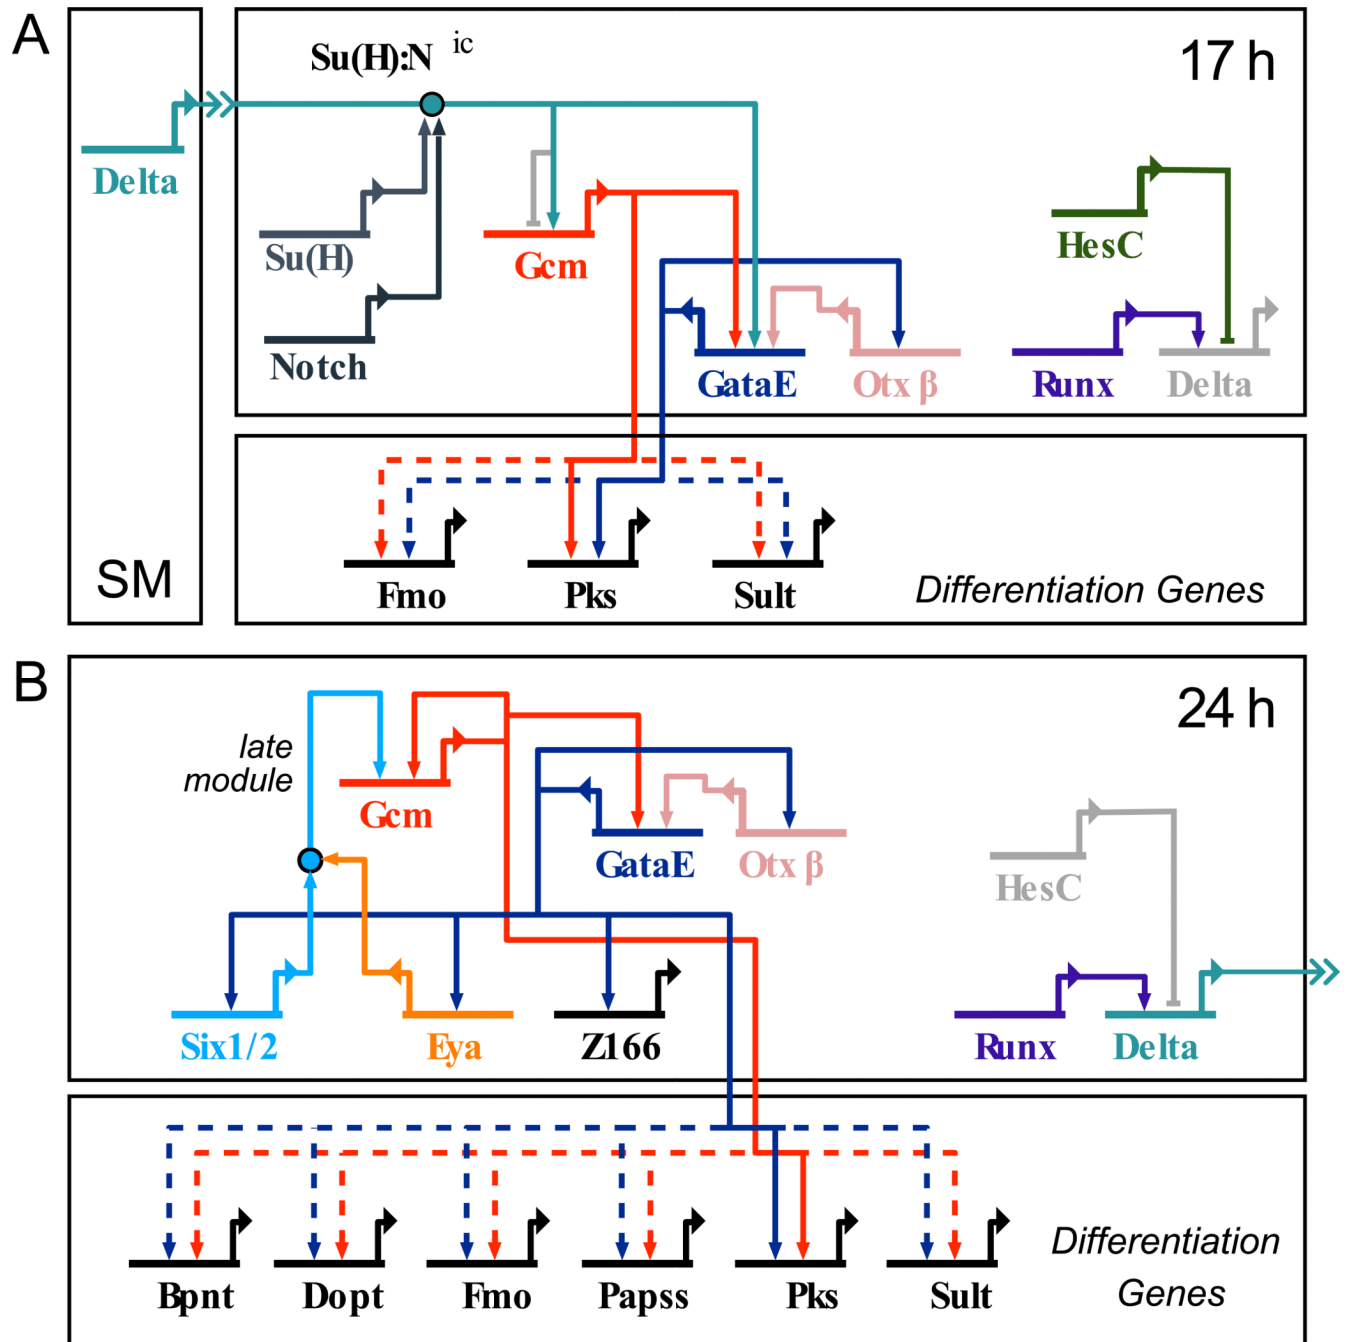 A
Su(H):N ic
17 h
Delta
Su(H)
Gcm
HesC
Notch
GataE
Otx β
Runx
Delta
SM
Fmo
Pks
Sult
Differentiation Genes
B
24 h
late
module
Gcm
GataE
Otx β
HesC
Six1/2
Eya
Z166
Runx
Delta
Bpnt
Dopt
Fmo
Papss
Pks
Sult
Differentiation
Genes